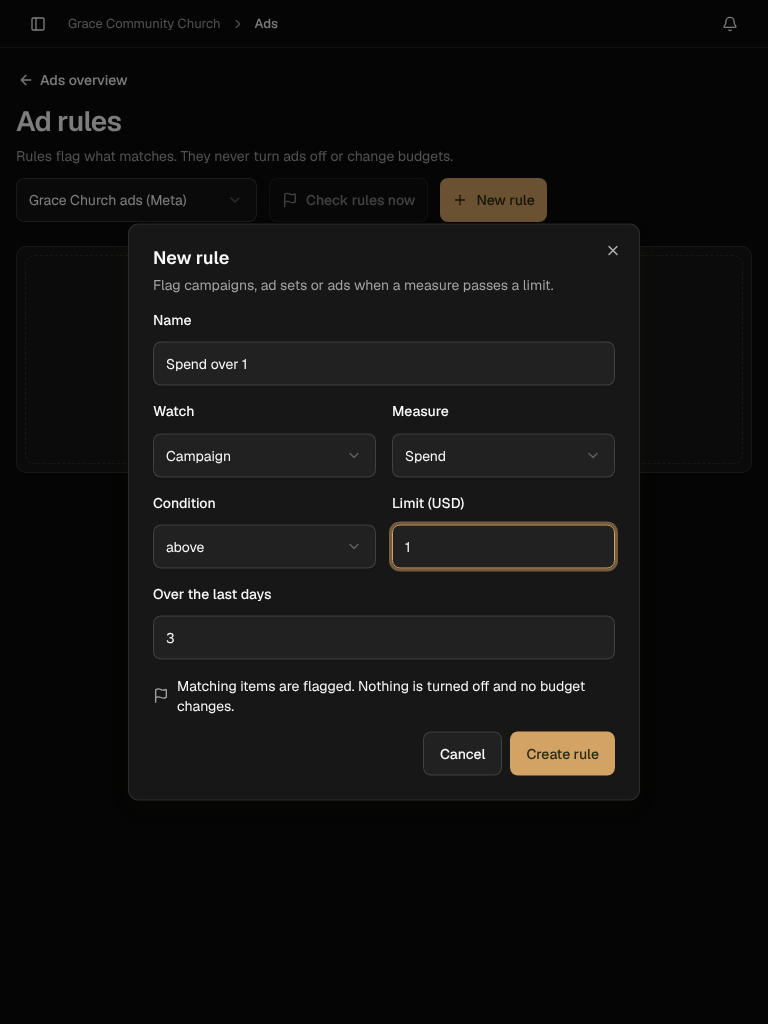 Grace Community Church > Ads
Ads overview
Ad rules
Rules flag what matches. They never turn ads off or change budgets.
Grace Church ads (Meta)
Check rules now
New rule
New rule
Flag campaigns, ad sets or ads when a measure passes a limit.
Name
Spend over 1
Watch
Measure
Campaign
Spend
Condition
Limit (USD)
above
1
Over the last days
3
Matching items are flagged. Nothing is turned off and no budget
changes.
Cancel
Create rule